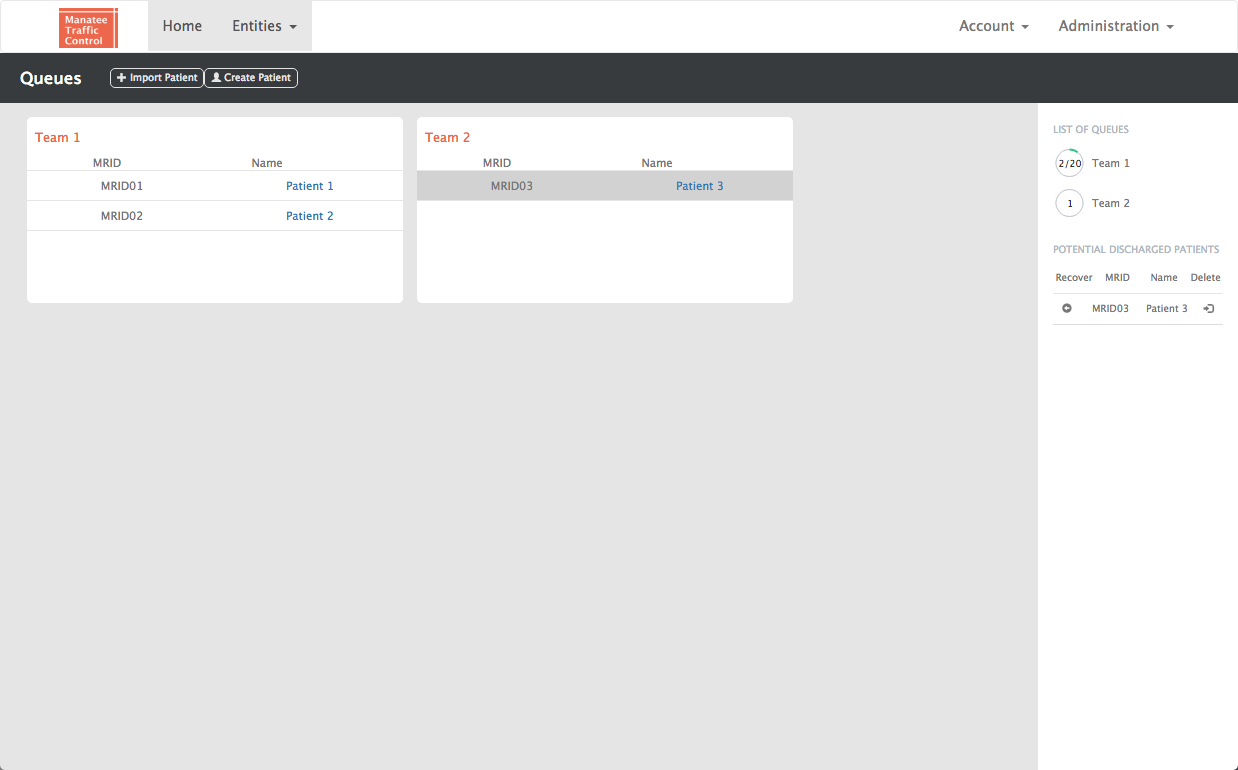 Manatee
Traffic
Control
Home
Entities
Account
Administration
Queues
Import Patient
Create Patient
Team 1
MRID Name
MRID01 Patient 1
MRID02 Patient 2
Team 2
MRID Name
MRID03 Patient 3
LIST OF QUEUES
2/20 Team 1
1 Team 2
POTENTIAL DISCHARGED PATIENTS
Recover MRID Name Delete
MRID03 Patient 3